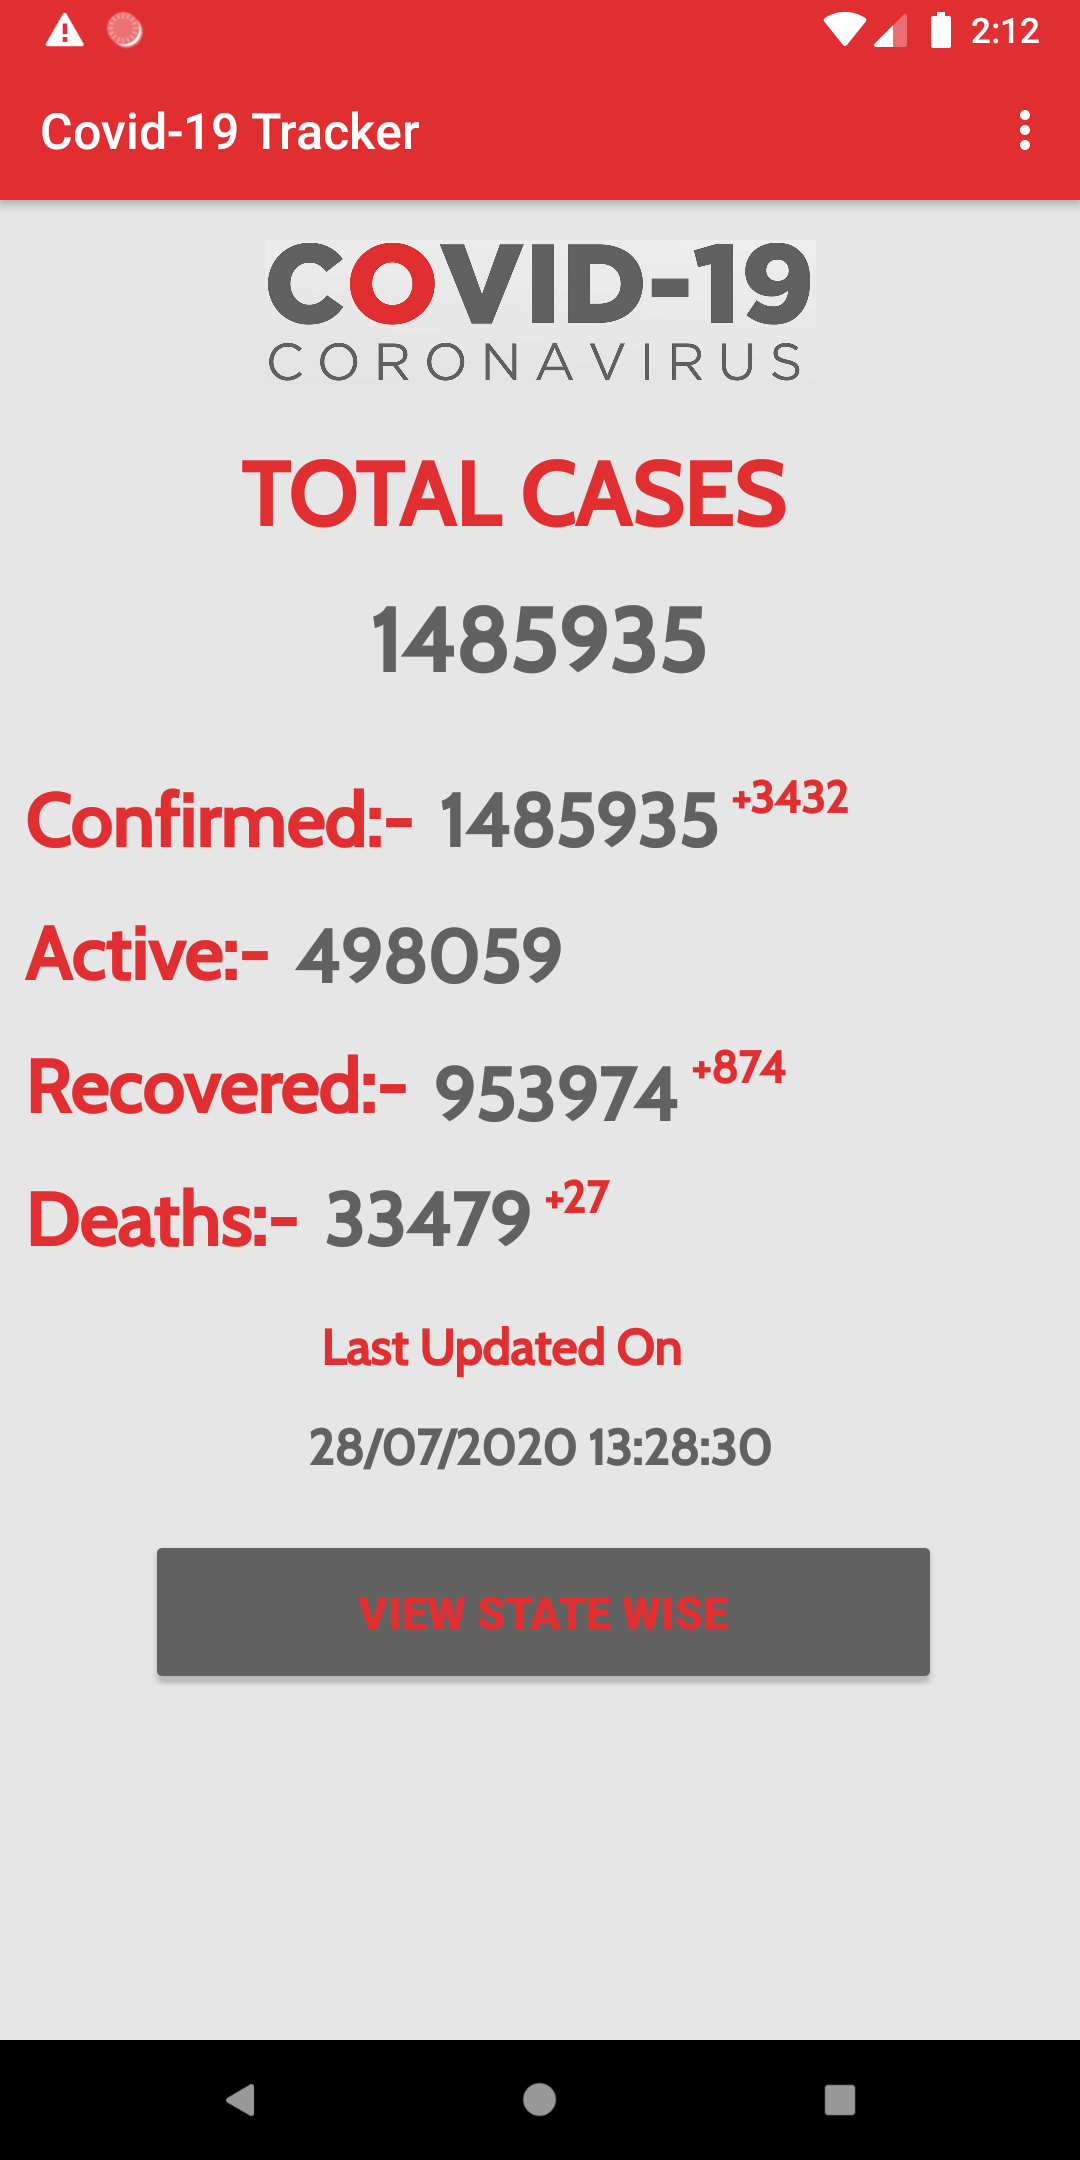 2:12
Covid-19 Tracker
COVID-19
CORONAVIRUS
TOTAL CASES
1485935
Confirmed:- 1485935 +3432
Active:- 498059
Recovered:- 953974 +874
Deaths:- 33479 +27
Last Updated On
28/07/2020 13:28:30
VIEW STATE WISE